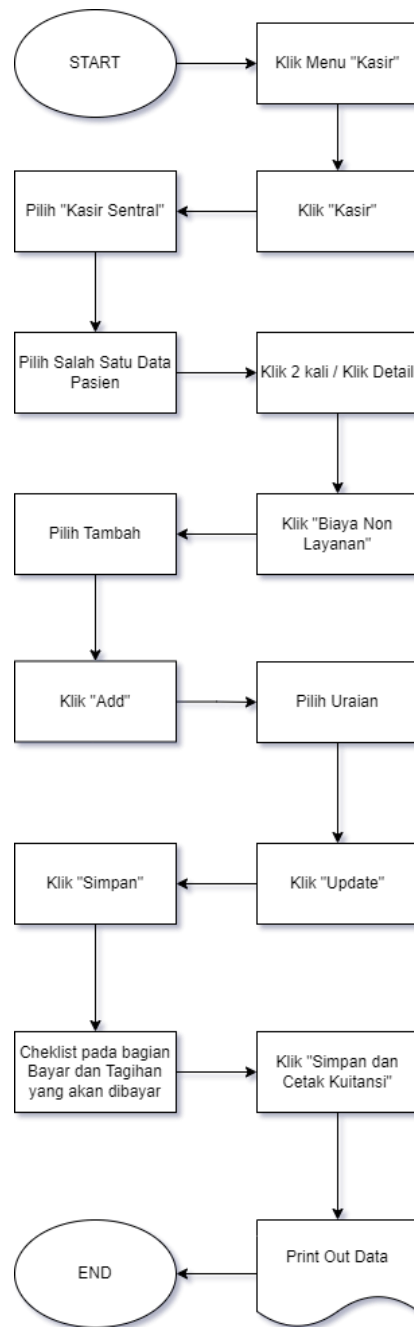 START
Klik Menu "Kasir"
Pilih "Kasir Sentral"
Klik "Kasir"
Pilih Salah Satu Data
Pasien
Klik 2 kali / Klik Detail
Pilih Tambah
Klik "Biaya Non
Layanan"
Klik "Add"
Pilih Uraian
Klik "Simpan"
Klik "Update"
Cheklist pada bagian
Bayar dan Tagihan
yang akan dibayar
Klik "Simpan dan
Cetak Kuitansi"
END
Print Out Data